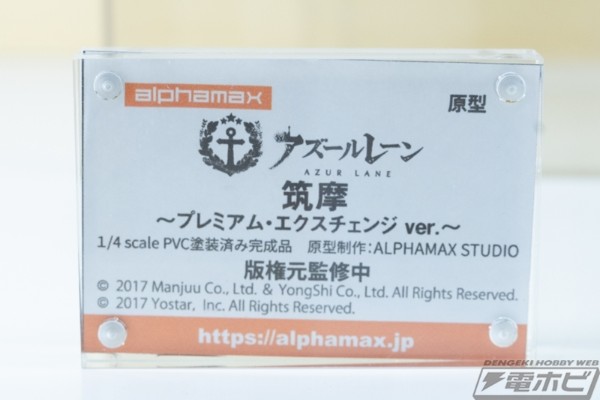 alphamax
原型
アズールレーン
AZUR LANE
筑摩
～プレミアム・エクスチェンジ ver.～
1/4 scale PVC塗装済み完成品　原型制作:ALPHAMAX STUDIO
版権元監修中
© 2017 Manjuu Co., Ltd. & YongShi Co., Ltd. All Rights Reserved.
© 2017 Yostar, Inc. All Rights Reserved.
https://alphamax.jp
DENGEKI HOBBY WEB
電ホビ